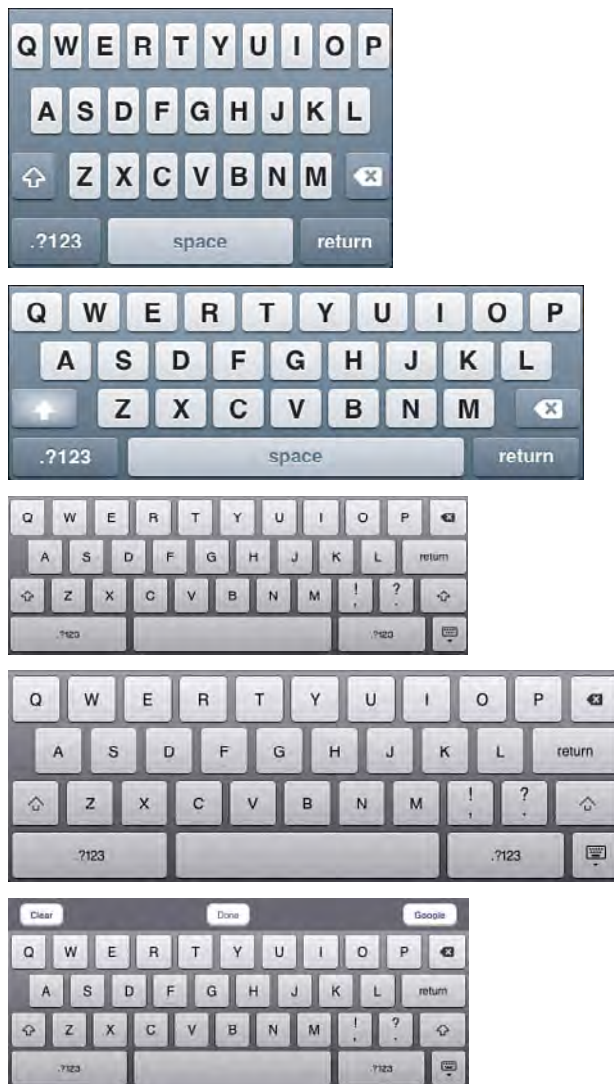 Q W E R T Y U I O P
A S D F G H J K L
Z X C V B N M
.?123 space return
Q W E R T Y U I O P
A S D F G H J K L
Z X C V B N M
.?123 space return
Q W E R T Y U I O P
A S D F G H J K L return
Z X C V B N M ! , ? .
.?123 .?123
Q W E R T Y U I O P
A S D F G H J K L return
Z X C V B N M ! , ? .
.?123 .?123
Clear Done Google
Q W E R T Y U I O P
A S D F G H J K L return
Z X C V B N M ! , ? .
.?123 .?123